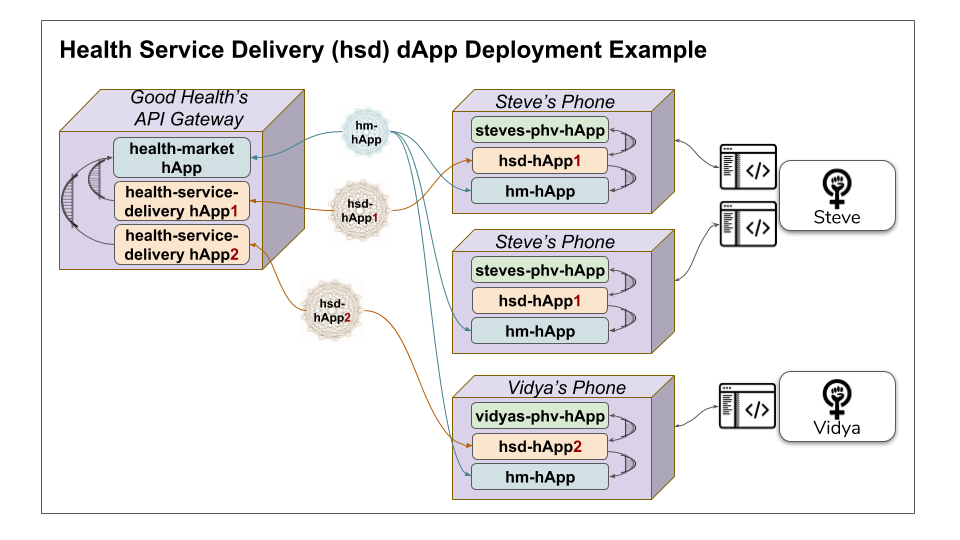 Health Service Delivery (hsd) dApp Deployment Example
Good Health's
API Gateway
health-market
hApp
health-service-
delivery hApp1
health-service-
delivery hApp2
hm-
hApp
hsd-
hApp1
hsd-
hApp2
Steve's Phone
steves-phv-hApp
hsd-hApp1
hm-hApp
Steve's Phone
steves-phv-hApp
hsd-hApp1
hm-hApp
Vidya's Phone
vidyas-phv-hApp
hsd-hApp2
hm-hApp
</>
Steve
</>
</>
Vidya